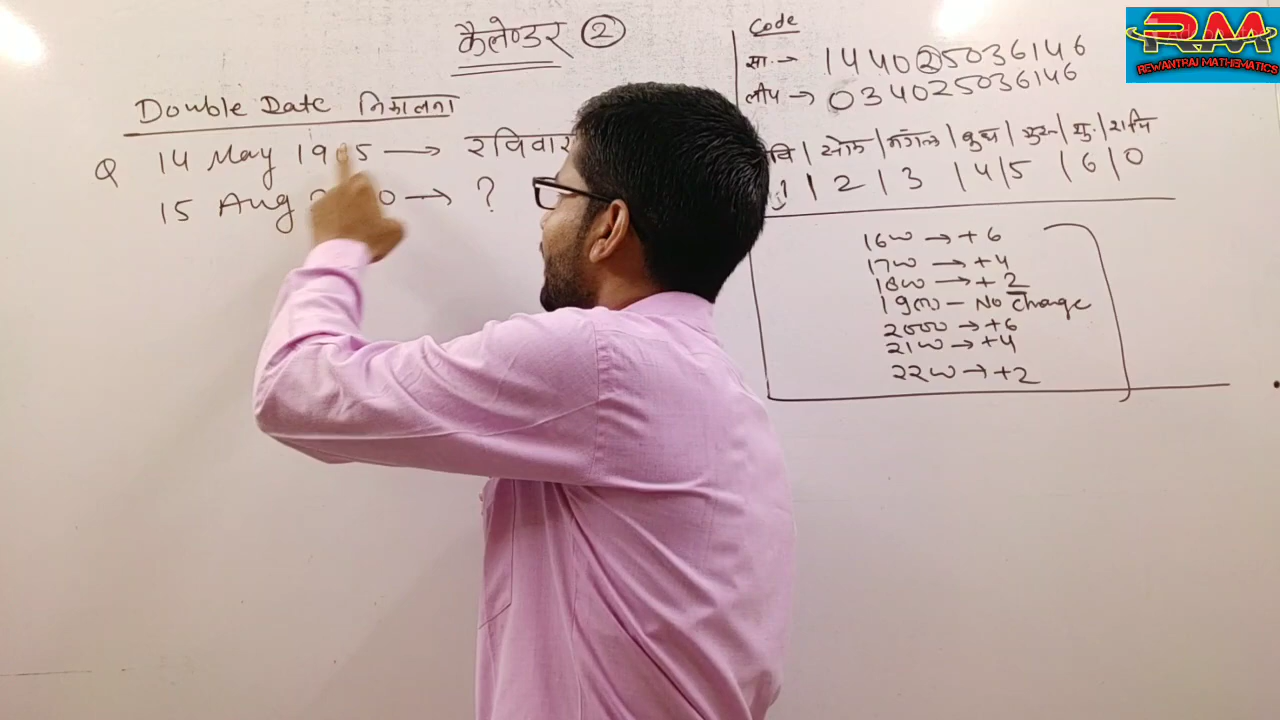 कैलेण्डर 2
Double Date निकालना
Q 14 May 19 5 → रविवार
15 Aug 0 → ?
Code
सा. → 144025036146
लीप → 034025036146
वि | सोम | मंगल | बुध | गुरु | शु. | शनि
1 | 2 | 3 | 4 | 5 | 6 | 0
1600 → +6
1700 → +4
1800 → +2
1900 – No change
2000 → +6
2100 → +4
2200 → +2
RM
REWANTRAJ MATHEMATICS